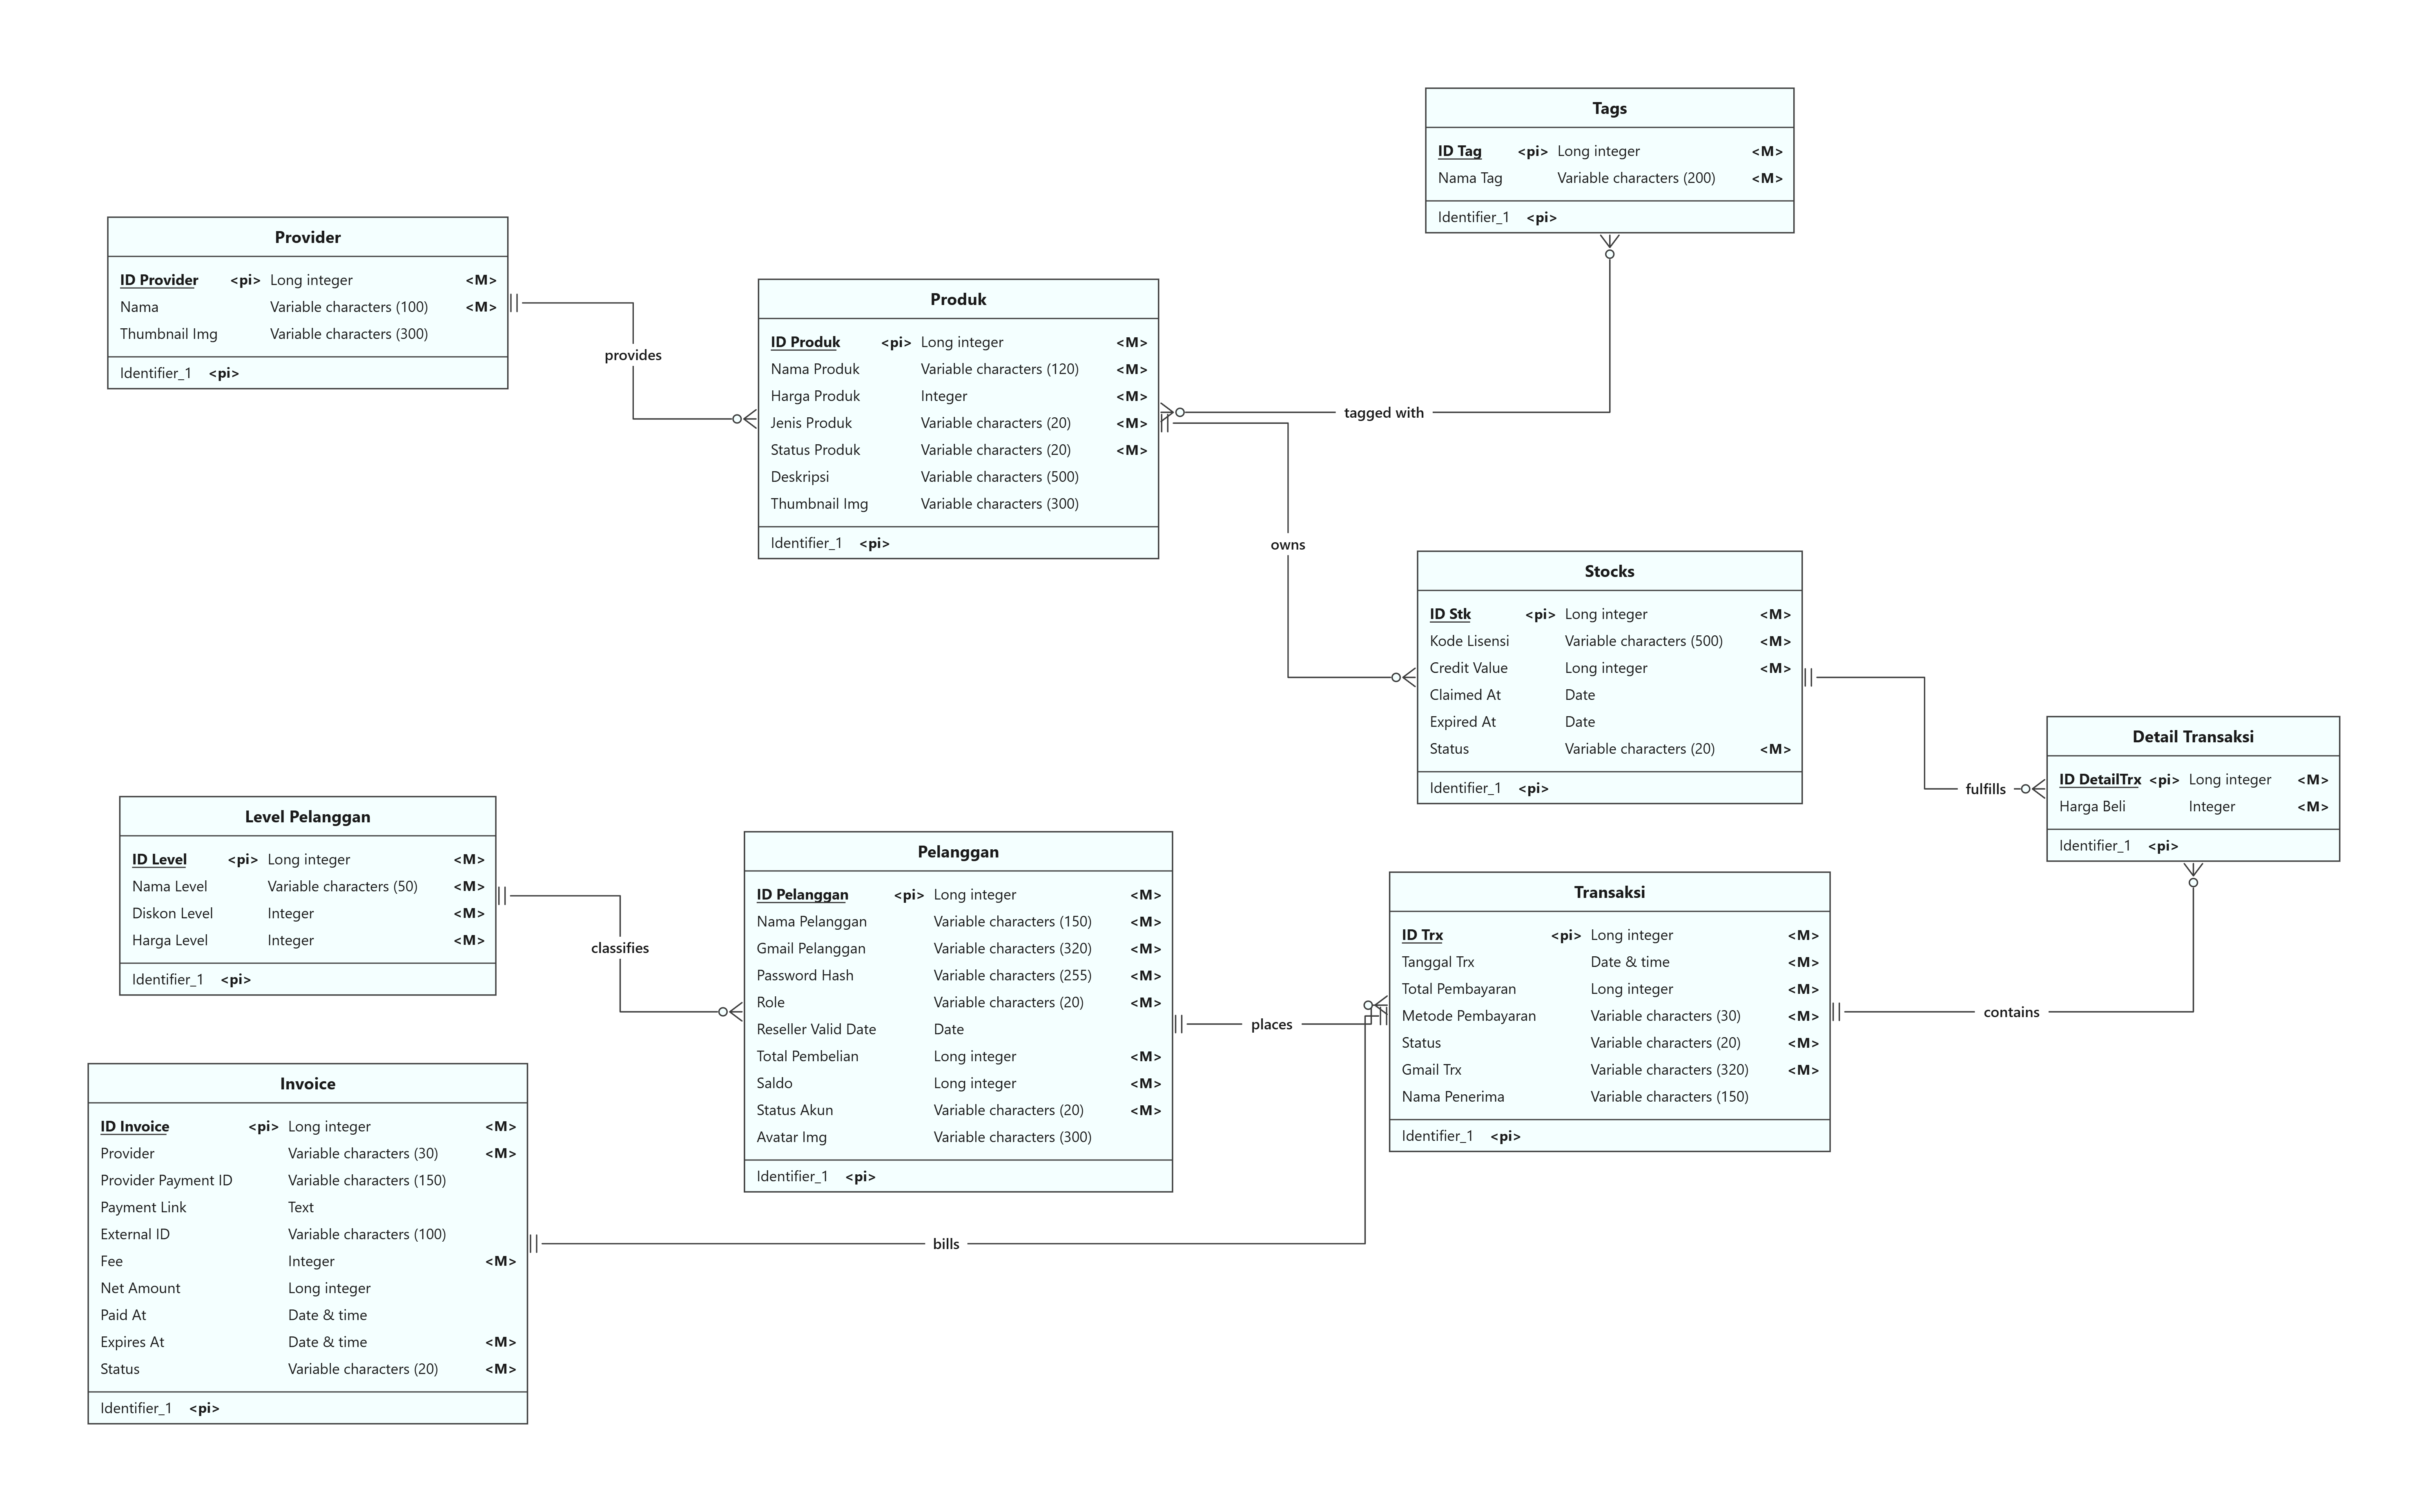 Tags
ID Tag <pi> Long integer <M>
Nama Tag Variable characters (200) <M>
Identifier_1 <pi>
Provider
ID Provider <pi> Long integer <M>
Nama Variable characters (100) <M>
Thumbnail Img Variable characters (300)
Identifier_1 <pi>
provides
Produk
ID Produk <pi> Long integer <M>
Nama Produk Variable characters (120) <M>
Harga Produk Integer <M>
Jenis Produk Variable characters (20) <M>
Status Produk Variable characters (20) <M>
Deskripsi Variable characters (500)
Thumbnail Img Variable characters (300)
Identifier_1 <pi>
tagged with
owns
Stocks
ID Stk <pi> Long integer <M>
Kode Lisensi Variable characters (500) <M>
Credit Value Long integer <M>
Claimed At Date
Expired At Date
Status Variable characters (20) <M>
Identifier_1 <pi>
fulfills
Detail Transaksi
ID DetailTrx <pi> Long integer <M>
Harga Beli Integer <M>
Identifier_1 <pi>
Level Pelanggan
ID Level <pi> Long integer <M>
Nama Level Variable characters (50) <M>
Diskon Level Integer <M>
Harga Level Integer <M>
Identifier_1 <pi>
classifies
Pelanggan
ID Pelanggan <pi> Long integer <M>
Nama Pelanggan Variable characters (150) <M>
Gmail Pelanggan Variable characters (320) <M>
Password Hash Variable characters (255) <M>
Role Variable characters (20) <M>
Reseller Valid Date Date
Total Pembelian Long integer <M>
Saldo Long integer <M>
Status Akun Variable characters (20) <M>
Avatar Img Variable characters (300)
Identifier_1 <pi>
places
Transaksi
ID Trx <pi> Long integer <M>
Tanggal Trx Date & time <M>
Total Pembayaran Long integer <M>
Metode Pembayaran Variable characters (30) <M>
Status Variable characters (20) <M>
Gmail Trx Variable characters (320) <M>
Nama Penerima Variable characters (150)
Identifier_1 <pi>
contains
Invoice
ID Invoice <pi> Long integer <M>
Provider Variable characters (30) <M>
Provider Payment ID Variable characters (150)
Payment Link Text
External ID Variable characters (100)
Fee Integer <M>
Net Amount Long integer
Paid At Date & time
Expires At Date & time <M>
Status Variable characters (20) <M>
Identifier_1 <pi>
bills